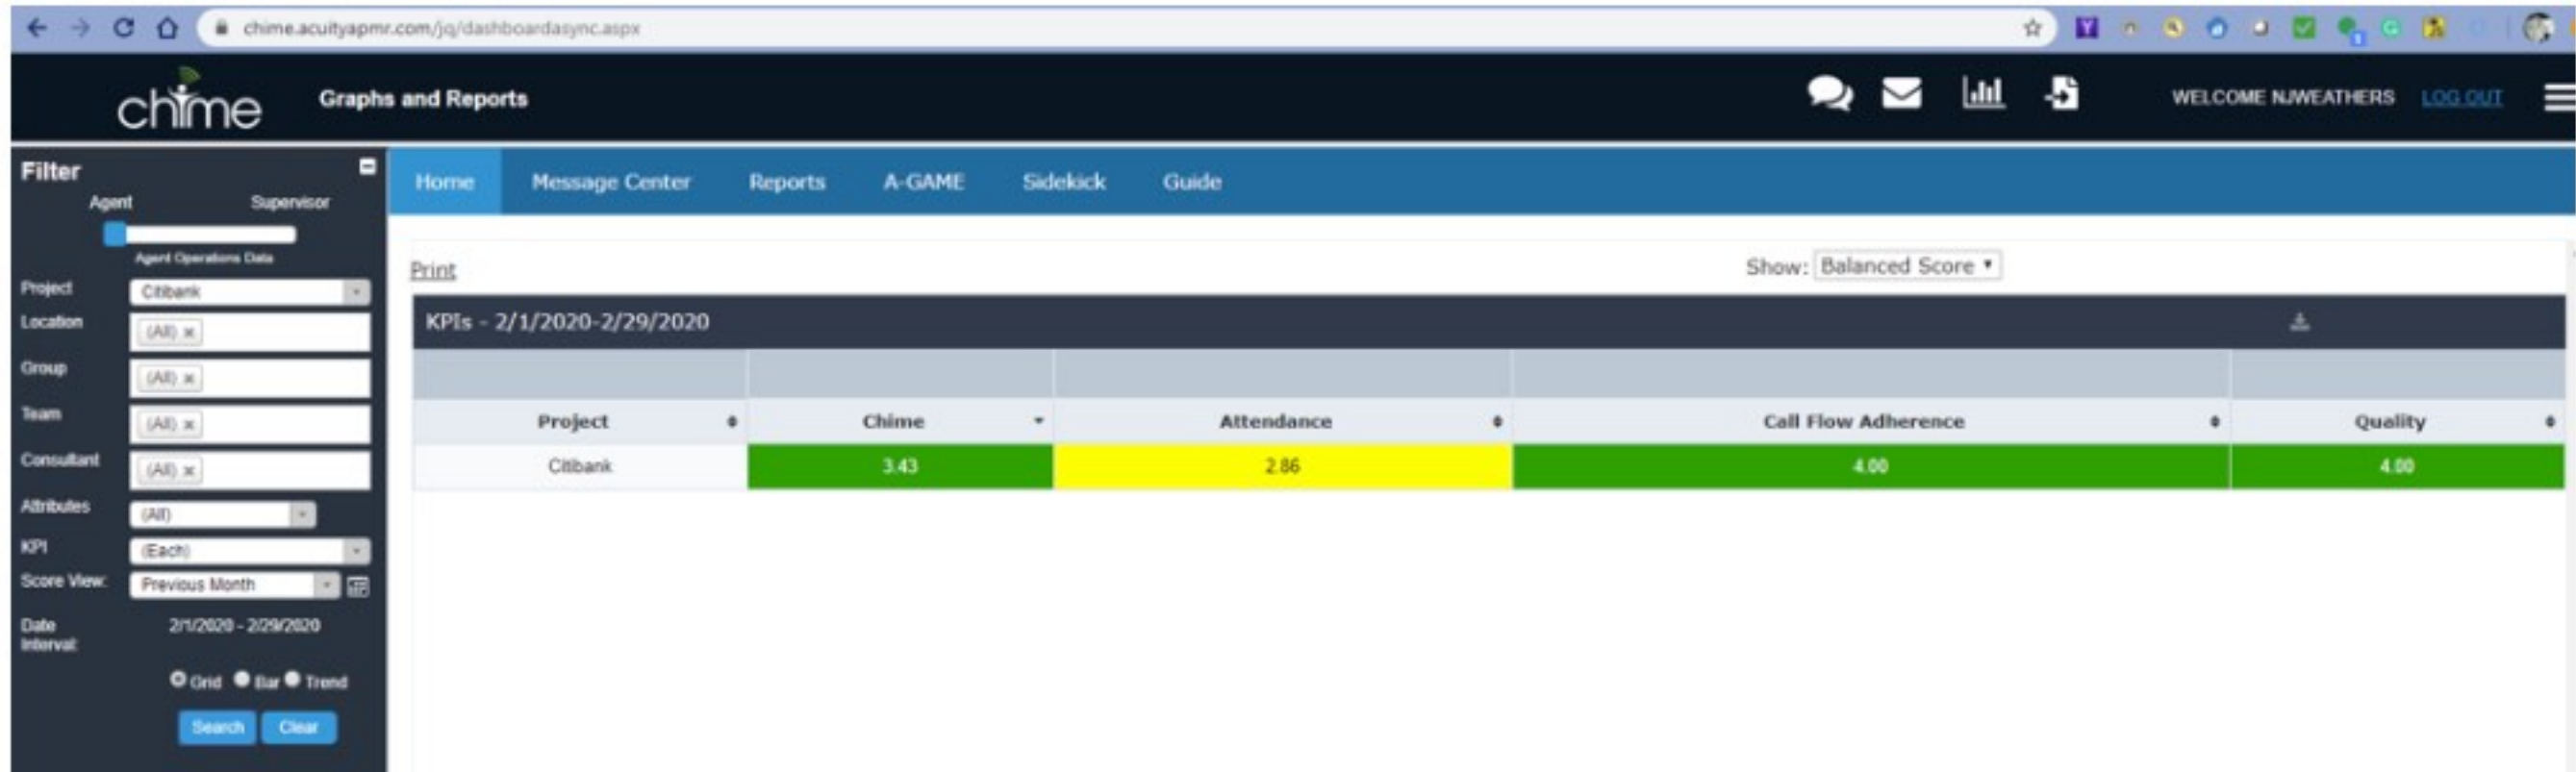 chime.acuityapmr.com/jq/dashboardasync.aspx
chime
Graphs and Reports
WELCOME NJWEATHERS LOG OUT
Filter
Agent Supervisor
Agent Operations Data
Project Citibank
Location (All) x
Group (All) x
Team (All) x
Consultant (All) x
Attributes (All)
KPI (Each)
Score View: Previous Month
Date Interval: 2/1/2020 - 2/29/2020
Grid Bar Trend
Search Clear
Home Message Center Reports A-GAME Sidekick Guide
Print
Show: Balanced Score
KPIs - 2/1/2020-2/29/2020
Project Chime Attendance Call Flow Adherence Quality
Citibank 3.43 2.86 4.00 4.00